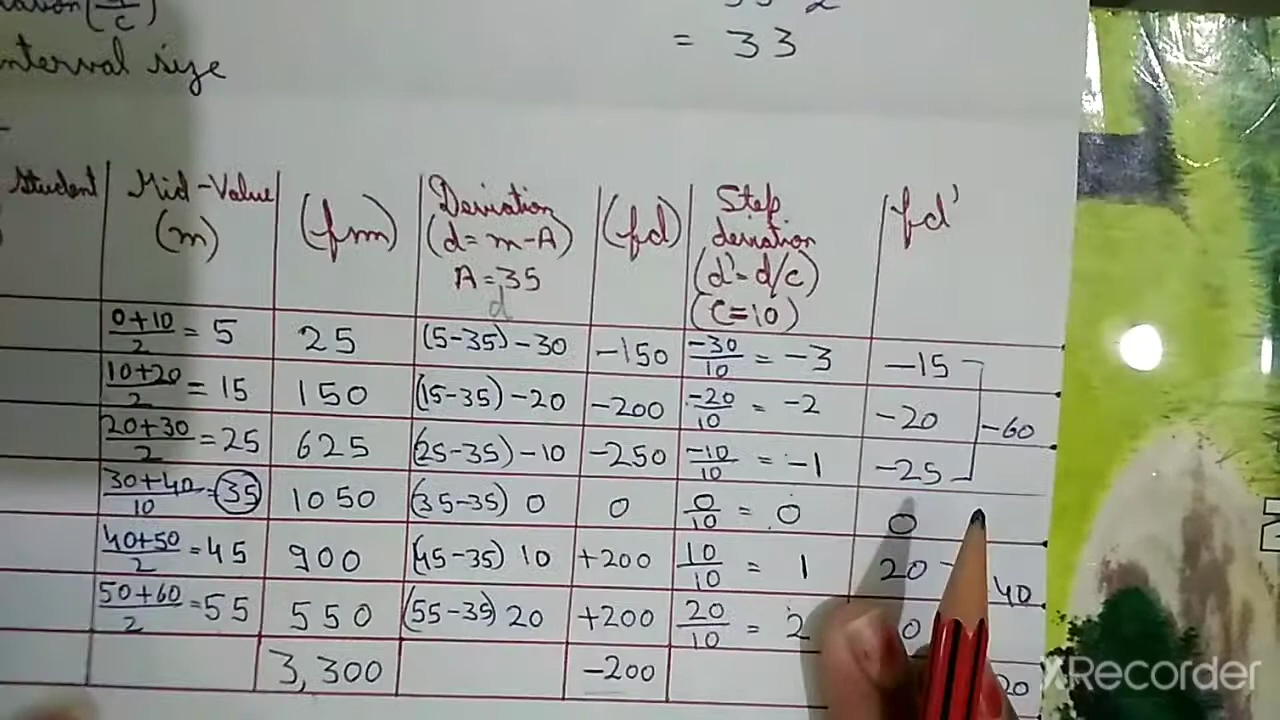 interval size
= 33
Student | Mid-Value (m) | (fm) | Deviation (d=m-A) A=35 d | (fd) | Step deviation (d'=d/c) (C=10) | fd'
0+10/2 = 5 | 25 | (5-35) -30 | -150 | -30/10 = -3 | -15
10+20/2 = 15 | 150 | (15-35) -20 | -200 | -20/10 = -2 | -20 | -60
20+30/2 = 25 | 625 | (25-35) -10 | -250 | -10/10 = -1 | -25
30+40/10 = 35 | 1050 | (35-35) 0 | 0 | 0/10 = 0 | 0
40+50/2 = 45 | 900 | (45-35) 10 | +200 | 10/10 = 1 | 20 | 40
50+60/2 = 55 | 550 | (55-35) 20 | +200 | 20/10 = 2 | 0
3,300 | -200 | 20
XRecorder